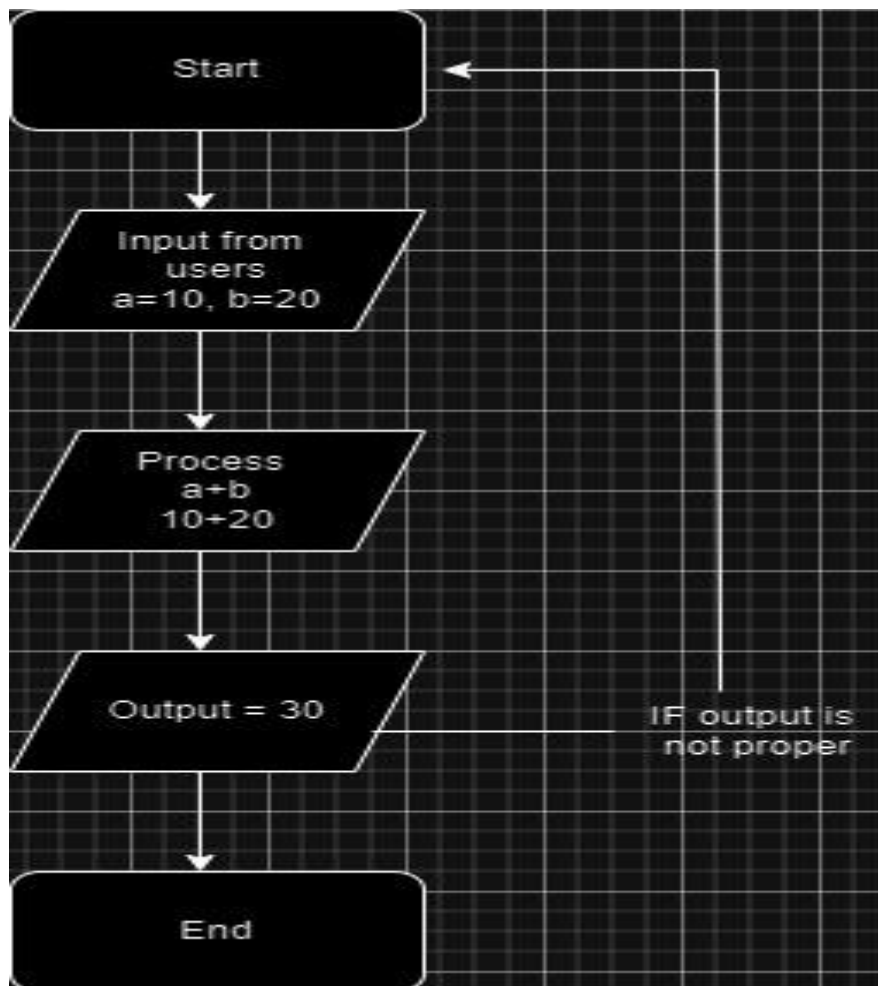 Start
Input from
users
a=10, b=20
Process
a+b
10+20
Output = 30
IF output is
not proper
End